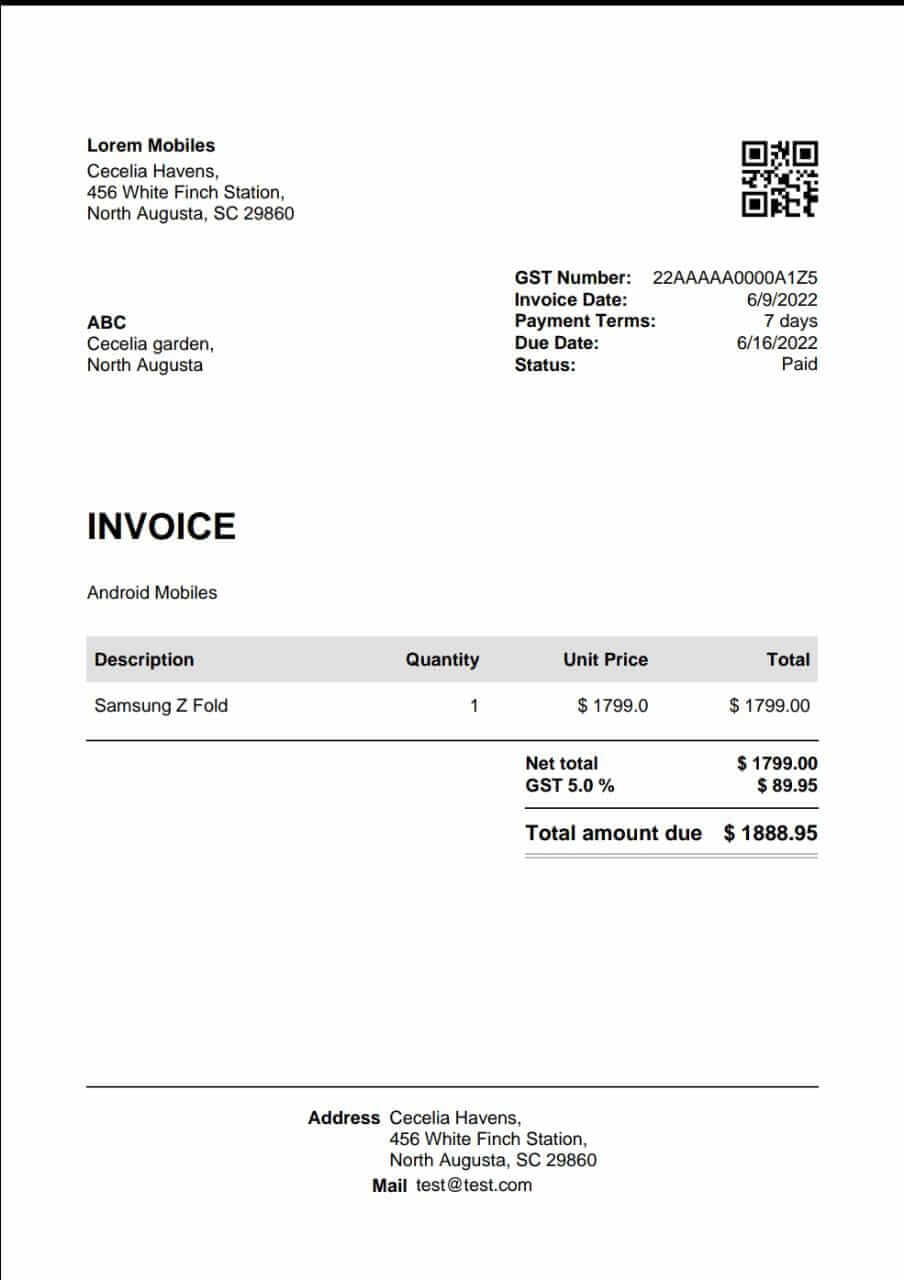 Lorem Mobiles
Cecelia Havens,
456 White Finch Station,
North Augusta, SC 29860
GST Number: 22AAAAA0000A1Z5
Invoice Date: 6/9/2022
Payment Terms: 7 days
Due Date: 6/16/2022
Status: Paid
ABC
Cecelia garden,
North Augusta
INVOICE
Android Mobiles
Description Quantity Unit Price Total
Samsung Z Fold 1 $ 1799.0 $ 1799.00
Net total $ 1799.00
GST 5.0 % $ 89.95
Total amount due $ 1888.95
Address Cecelia Havens,
456 White Finch Station,
North Augusta, SC 29860
Mail test@test.com